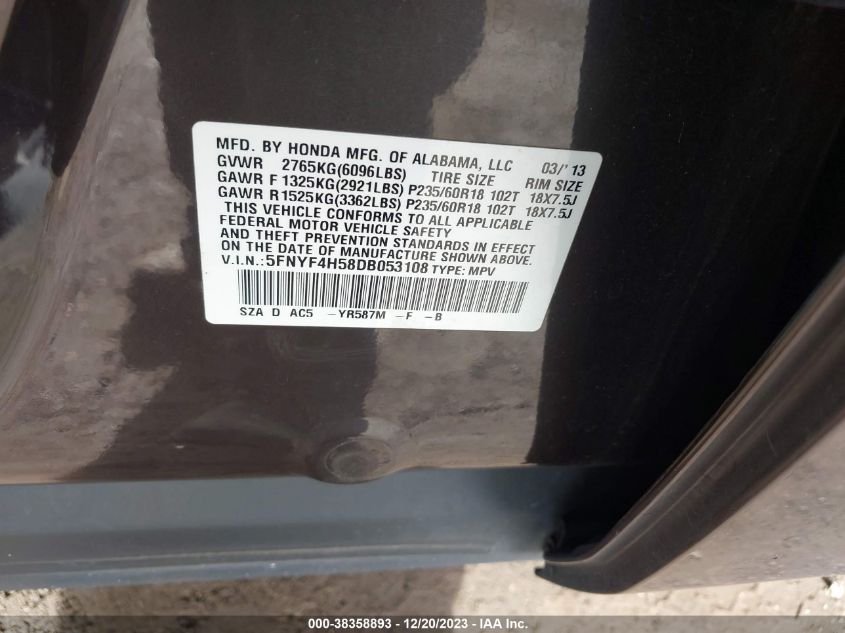 MFD. BY HONDA MFG. OF ALABAMA, LLC 03/'13
GVWR 2765KG(6096LBS) TIRE SIZE RIM SIZE
GAWR F 1325KG(2921LBS) P235/60R18 102T 18X7.5J
GAWR R1525KG(3362LBS) P235/60R18 102T 18X7.5J
THIS VEHICLE CONFORMS TO ALL APPLICABLE
FEDERAL MOTOR VEHICLE SAFETY
AND THEFT PREVENTION STANDARDS IN EFFECT
ON THE DATE OF MANUFACTURE SHOWN ABOVE.
V.I.N.:5FNYF4H58DB053108 TYPE: MPV
SZA D AC5 -YR587M -F -B
000-38358893 - 12/20/2023 - IAA Inc.